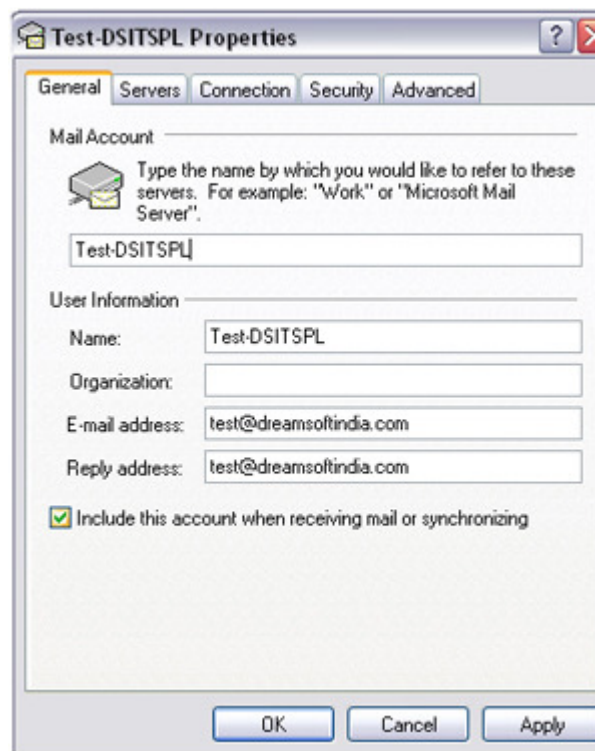 Test-DSITSPL Properties
General Servers Connection Security Advanced
Mail Account
Type the name by which you would like to refer to these
servers. For example: "Work" or "Microsoft Mail
Server".
Test-DSITSPL
User Information
Name: Test-DSITSPL
Organization:
E-mail address: test@dreamsoftindia.com
Reply address: test@dreamsoftindia.com
Include this account when receiving mail or synchronizing
OK Cancel Apply